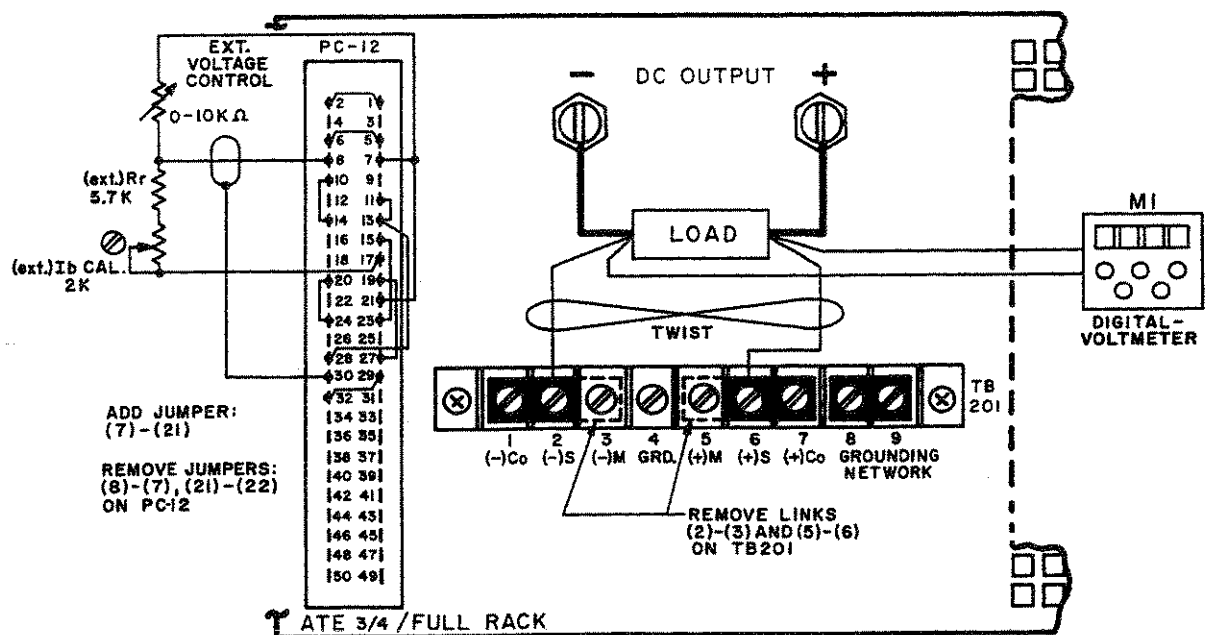 EXT.
VOLTAGE
CONTROL
PC-12
0-10KΩ
(ext.)Rr
5.7K
(ext.)Ib CAL.
2K
2 1
4 3
6 5
8 7
10 9
12 11
14 13
16 15
18 17
20 19
22 21
24 23
26 25
28 27
30 29
32 31
34 33
36 35
38 37
40 39
42 41
44 43
46 45
48 47
50 49
ADD JUMPER:
(7)-(21)
REMOVE JUMPERS:
(8)-(7), (21)-(22)
ON PC-12
- DC OUTPUT +
LOAD
TWIST
M1
DIGITAL-
VOLTMETER
TB
201
1 2 3 4 5 6 7 8 9
(-)Co (-)S (-)M GRD. (+)M (+)S (+)Co GROUNDING
NETWORK
REMOVE LINKS
(2)-(3) AND (5)-(6)
ON TB201
ATE 3/4 /FULL RACK